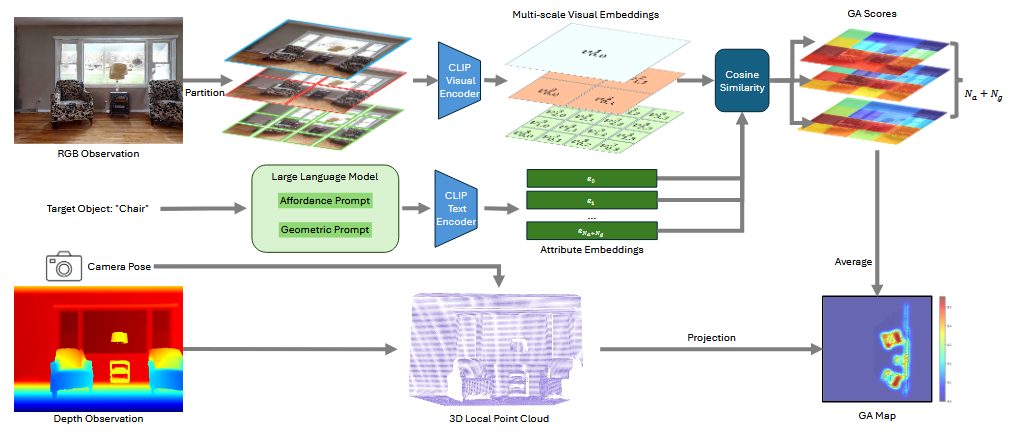 Multi-scale Visual Embeddings
GA Scores
Partition
CLIP
Visual
Encoder
Cosine
Similarity
N_a + N_g
RGB Observation
Large Language Model
Affordance Prompt
Geometric Prompt
Target Object: "Chair"
CLIP
Text
Encoder
e_0
e_1
...
e_{N_a+N_g}
Attribute Embeddings
Camera Pose
Average
Projection
Depth Observation
3D Local Point Cloud
GA Map